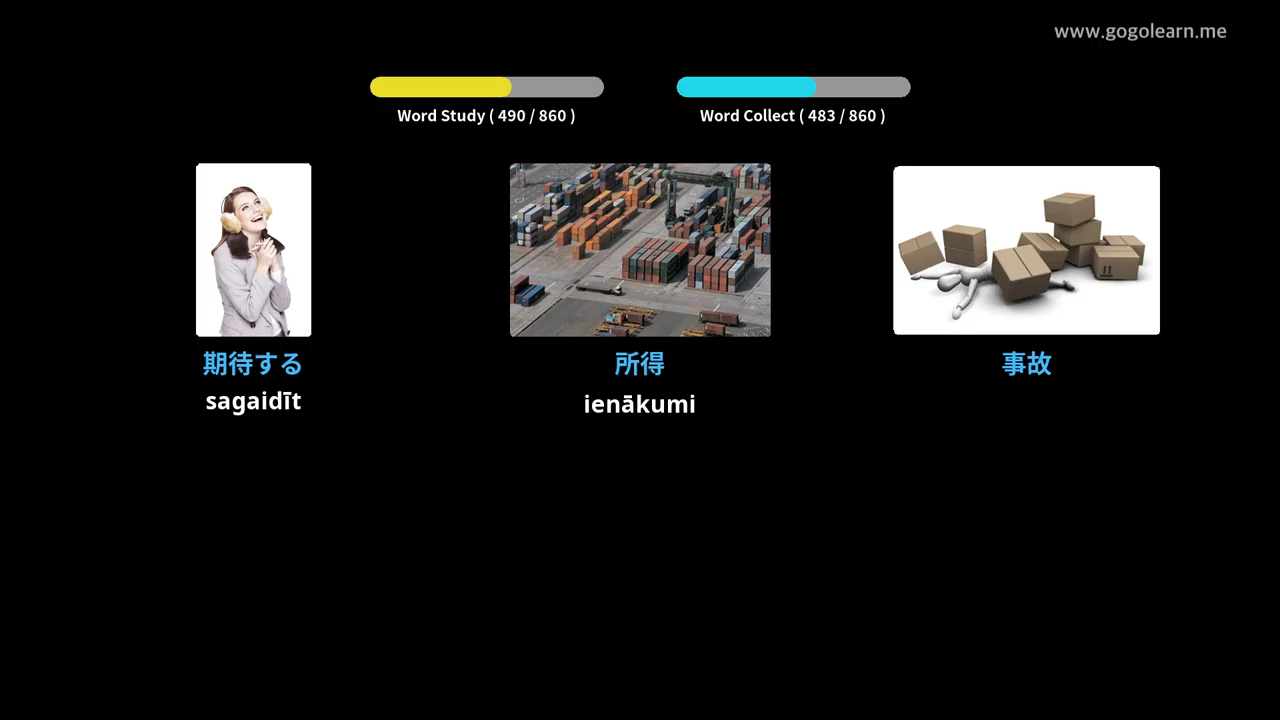 www.gogolearn.me
Word Study ( 490 / 860 )
Word Collect ( 483 / 860 )
期待する
所得
事故
sagaidīt
ienākumi